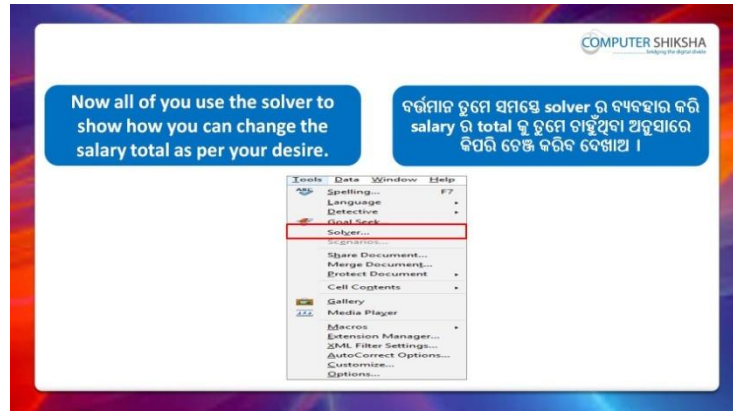 COMPUTER SHIKSHA
Bridging the digital divide
Now all of you use the solver to
show how you can change the
salary total as per your desire.
ବର୍ତ୍ତମାନ ତୁମେ ସମସ୍ତେ solver ର ବ୍ୟବହାର କରି
salary ର total କୁ ତୁମେ ଚାହୁଁଥିବା ଅନୁସାରେ
କିପରି ଚେଞ୍ଜ କରିବ ଦେଖାଅ ।
Tools Data Window Help
Spelling... F7
Language
Detective
Goal Seek...
Solver...
Scenarios...
Share Document...
Merge Document...
Protect Document
Cell Contents
Gallery
Media Player
Macros
Extension Manager...
XML Filter Settings...
AutoCorrect Options...
Customize...
Options...